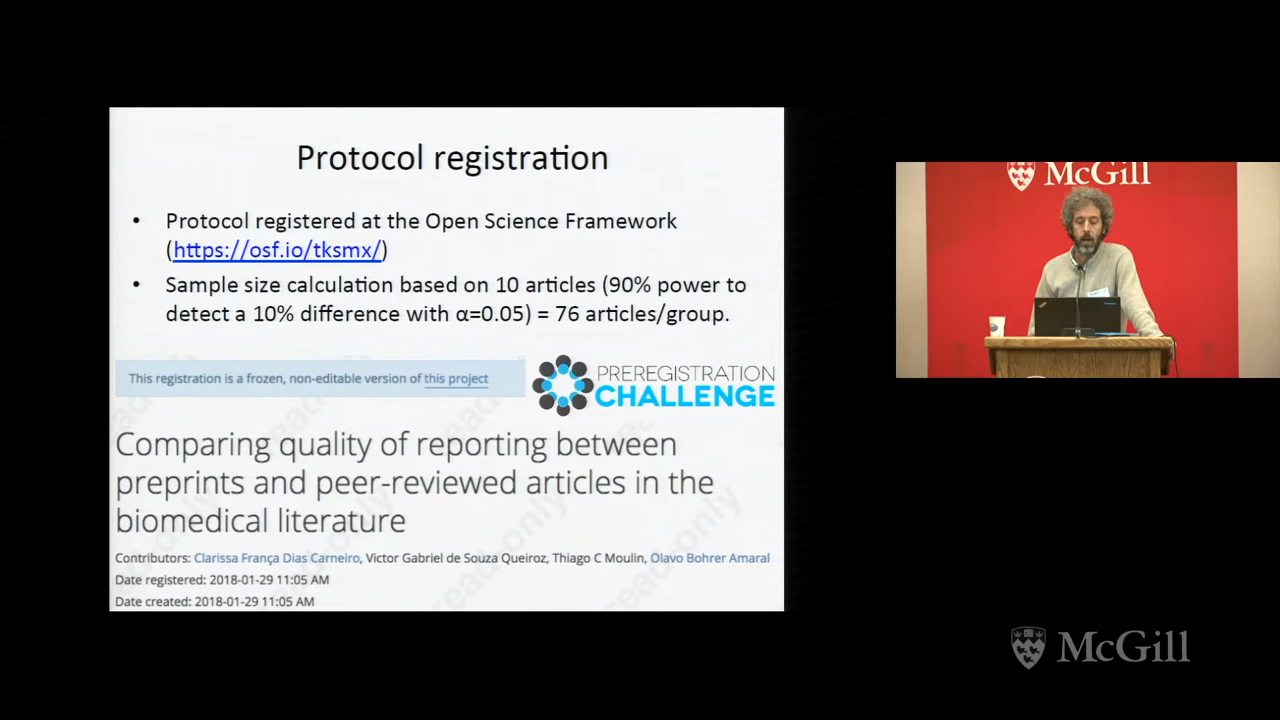 Protocol registration
• Protocol registered at the Open Science Framework
(https://osf.io/tksmx/)
• Sample size calculation based on 10 articles (90% power to
detect a 10% difference with α=0.05) = 76 articles/group.
This registration is a frozen, non-editable version of this project
PREREGISTRATION
CHALLENGE
Comparing quality of reporting between
preprints and peer-reviewed articles in the
biomedical literature
Contributors: Clarissa França Dias Carneiro, Victor Gabriel de Souza Queiroz, Thiago C Moulin, Olavo Bohrer Amaral
Date registered: 2018-01-29 11:05 AM
Date created: 2018-01-29 11:05 AM
McGill
McGill